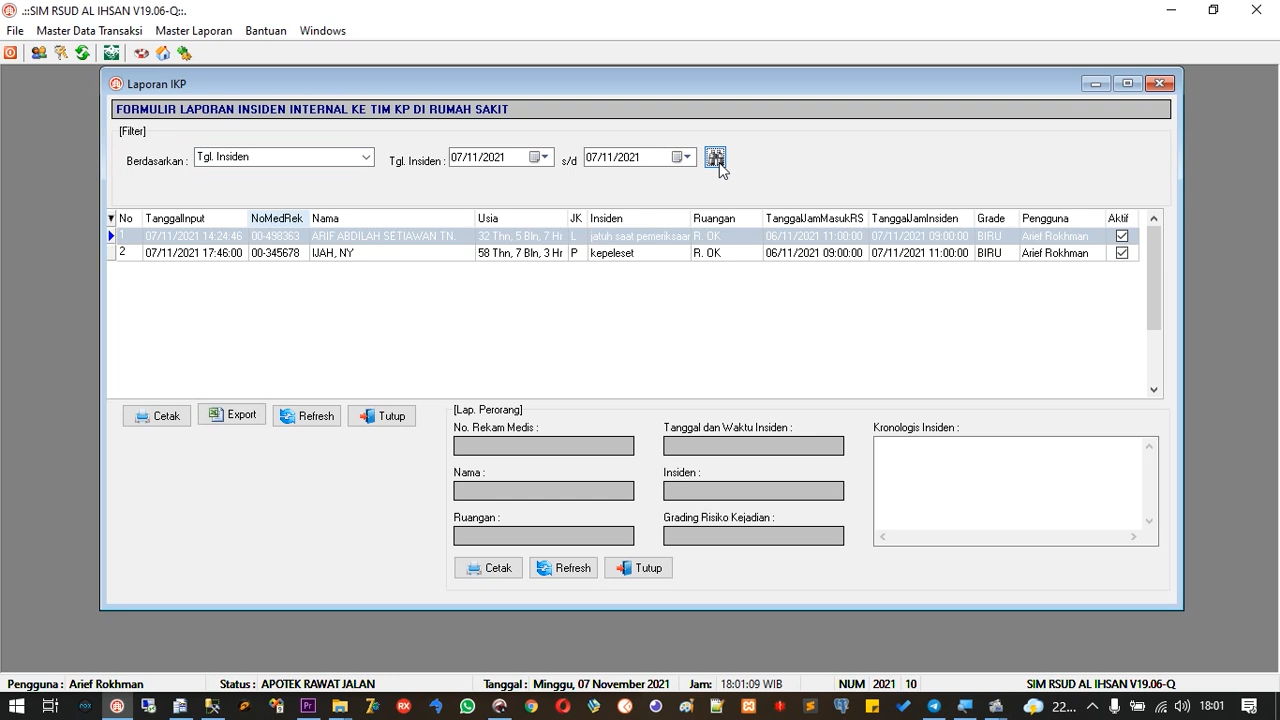 .::SIM RSUD AL IHSAN V19.06-Q::.
File Master Data Transaksi Master Laporan Bantuan Windows
Laporan IKP
FORMULIR LAPORAN INSIDEN INTERNAL KE TIM KP DI RUMAH SAKIT
[Filter]
Berdasarkan : Tgl. Insiden Tgl. Insiden : 07/11/2021 s/d 07/11/2021
No TanggalInput NoMedRek Nama Usia JK Insiden Ruangan TanggalJamMasukRS TanggalJamInsiden Grade Pengguna Aktif
1 07/11/2021 14:24:46 00-498363 ARIF ABDILAH SETIAWAN TN. 32 Thn, 5 Bln, 7 Hr L jatuh saat pemeriksaar R. OK 06/11/2021 11:00:00 07/11/2021 09:00:00 BIRU Arief Rokhman
2 07/11/2021 17:46:00 00-345678 IJAH, NY 58 Thn, 7 Bln, 3 Hr P kepeleset R. OK 06/11/2021 09:00:00 07/11/2021 11:00:00 BIRU Arief Rokhman
Cetak Export Refresh Tutup
[Lap. Perorang]
No. Rekam Medis : Tanggal dan Waktu Insiden : Kronologis Insiden :
Nama : Insiden :
Ruangan : Grading Risiko Kejadian :
Cetak Refresh Tutup
Pengguna : Arief Rokhman Status : APOTEK RAWAT JALAN Tanggal : Minggu, 07 November 2021 Jam: 18:01:09 WIB NUM 2021 10 SIM RSUD AL IHSAN V19.06-Q
22... 18:01